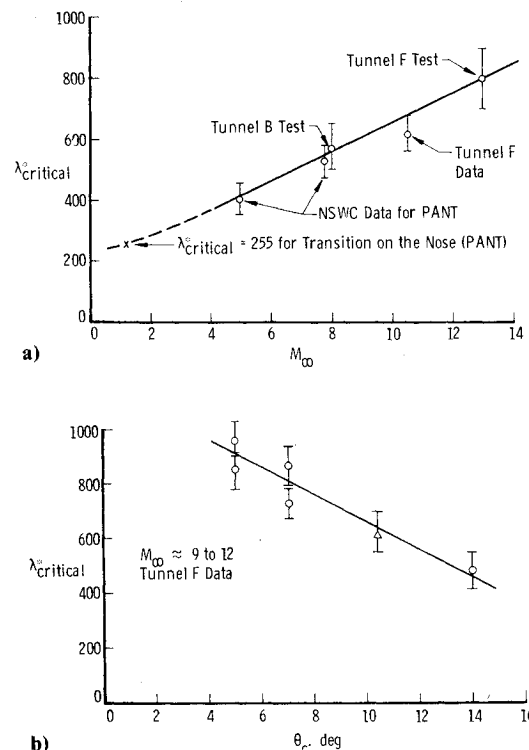 1000
800
600
400
200
0
λ*critical
Tunnel F Test
Tunnel B Test
Tunnel F
Data
NSWC Data for PANT
λ*critical = 255 for Transition on the Nose (PANT)
0 2 4 6 8 10 12 14
M∞
a)
1000
800
600
400
200
0
λ*critical
M∞ ≈ 9 to 12
Tunnel F Data
0 2 4 6 8 10 12 14 16
θc, deg
b)